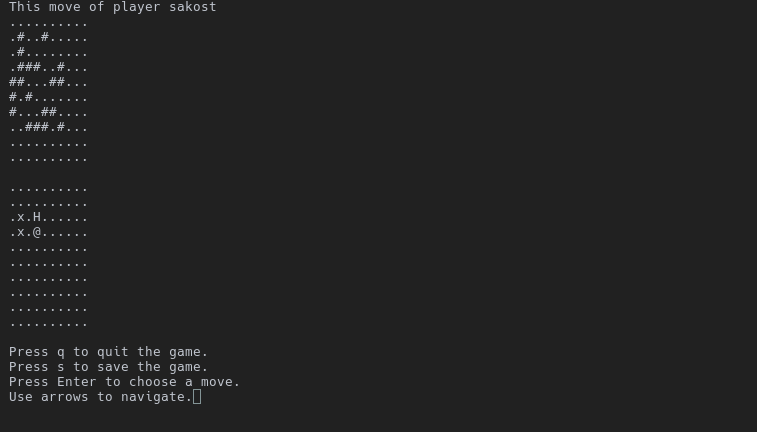 This move of player sakost
..........
.#..#.....
.#........
.###..#...
##...##...
#.#.......
#...##....
..###.#...
..........
..........
..........
..........
.x.H......
.x.@......
..........
..........
..........
..........
..........
..........
Press q to quit the game.
Press s to save the game.
Press Enter to choose a move.
Use arrows to navigate.